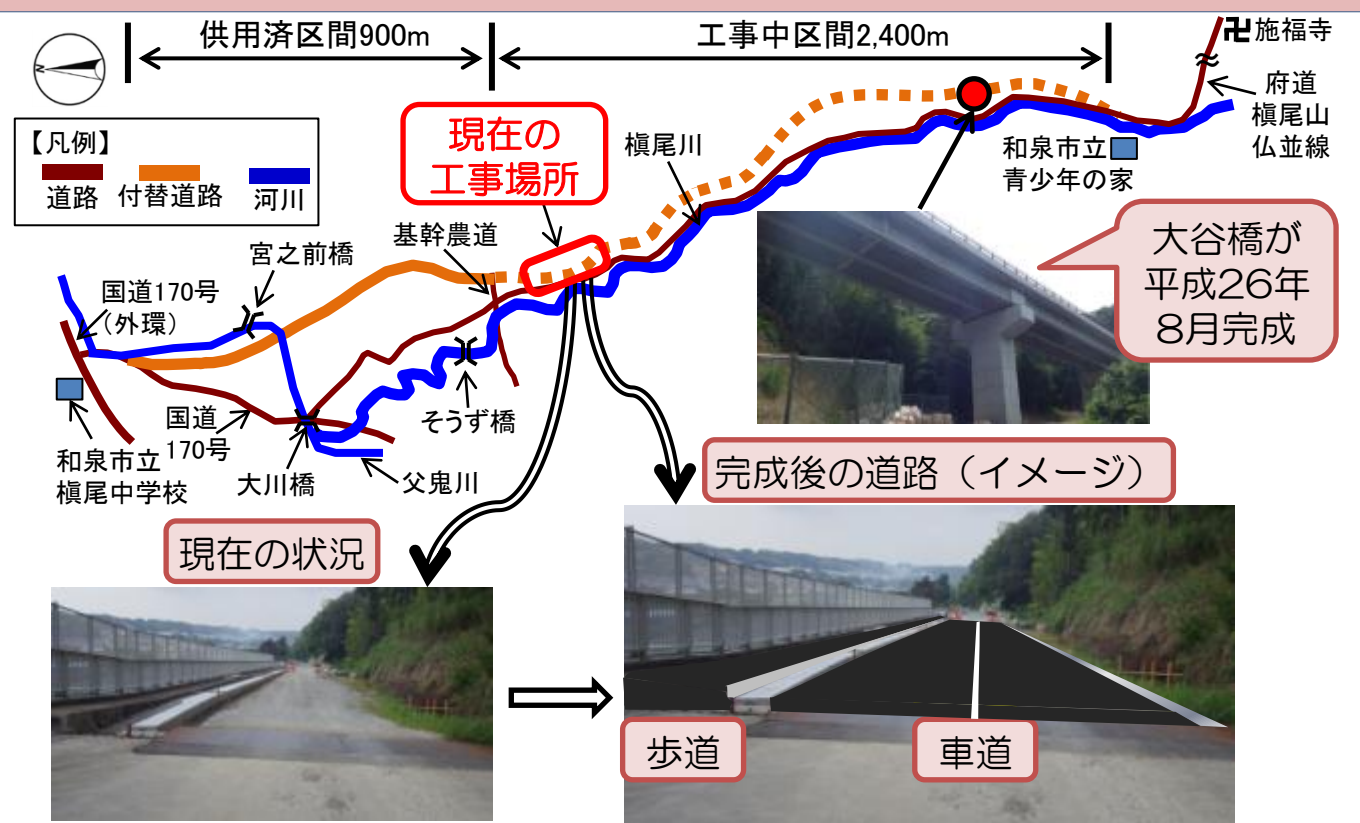 供用済区間900m
工事中区間2,400m
卍施福寺
府道
槇尾山
仏並線
N
【凡例】
道路
付替道路
河川
現在の
工事場所
槇尾川
和泉市立
青少年の家
基幹農道
宮之前橋
国道170号
（外環）
大谷橋が
平成26年
8月完成
そうず橋
国道
170号
和泉市立
槇尾中学校
大川橋
父鬼川
完成後の道路（イメージ）
現在の状況
歩道
車道